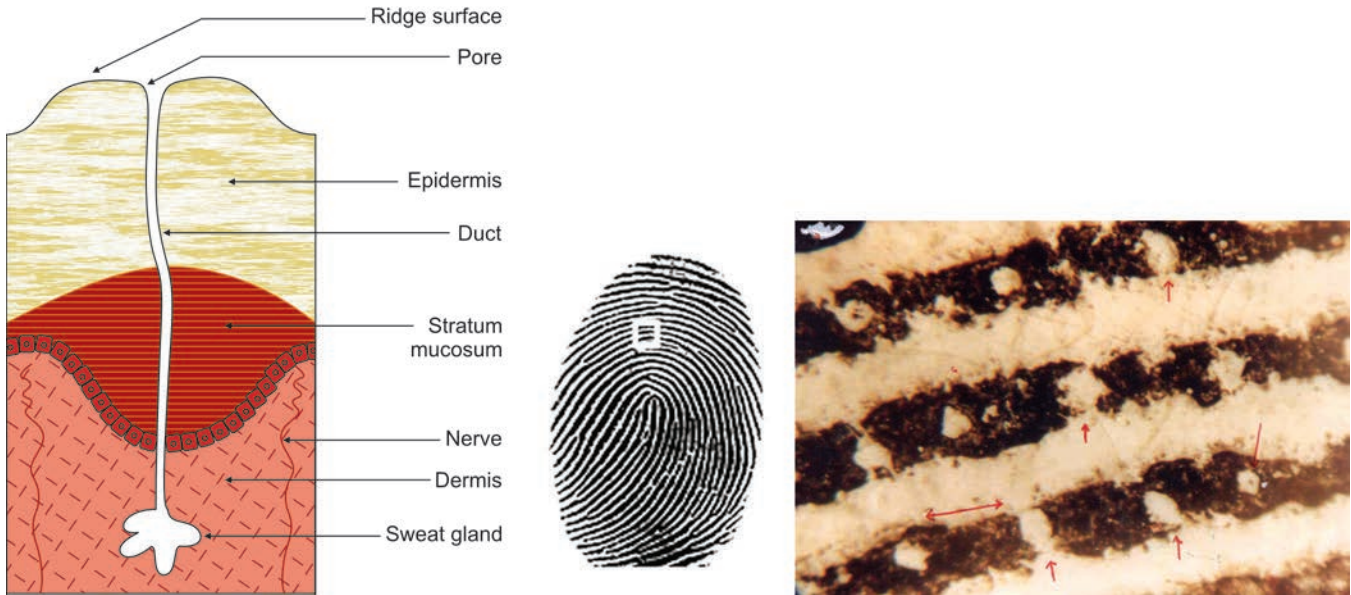 Ridge surface
Pore
Epidermis
Duct
Stratum
mucosum
Nerve
Dermis
Sweat gland